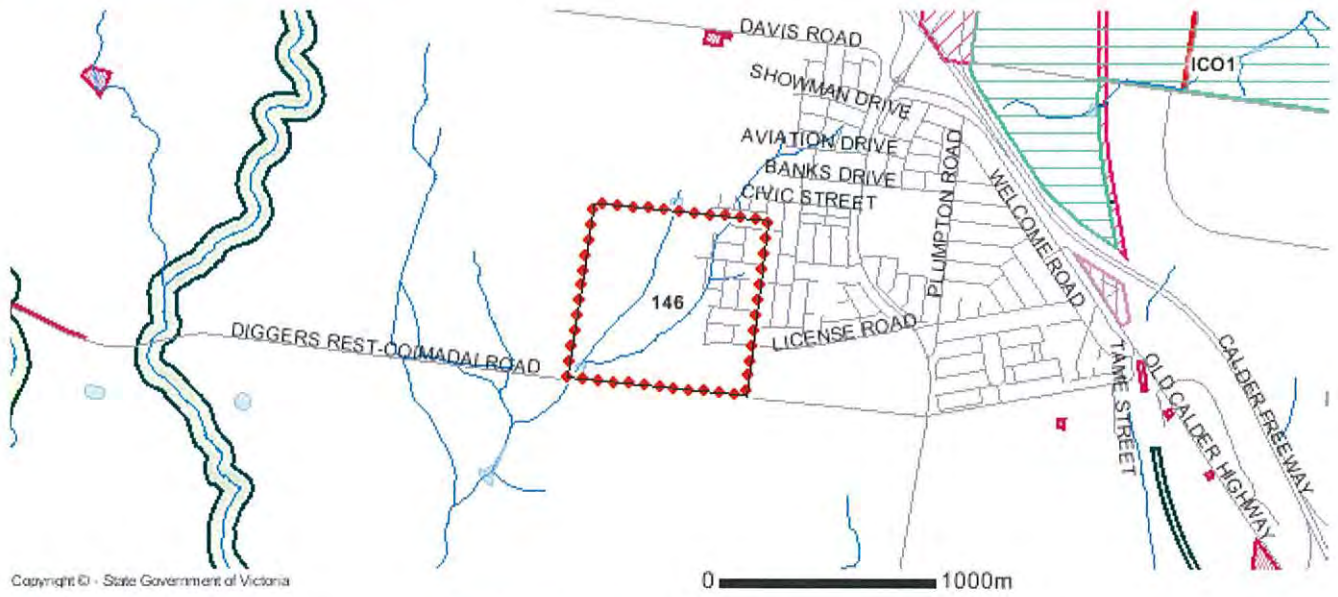 DAVIS ROAD
ICO1
SHOWMAN DRIVE
AVIATION DRIVE
BANKS DRIVE
CIVIC STREET
PLUMPTON ROAD
WELCOME ROAD
146
DIGGERS REST-COIMADAI ROAD
LICENSE ROAD
TAME STREET
OLD CALDER HIGHWAY
CALDER FREEWAY
Copyright © - State Government of Victoria
0 1000m